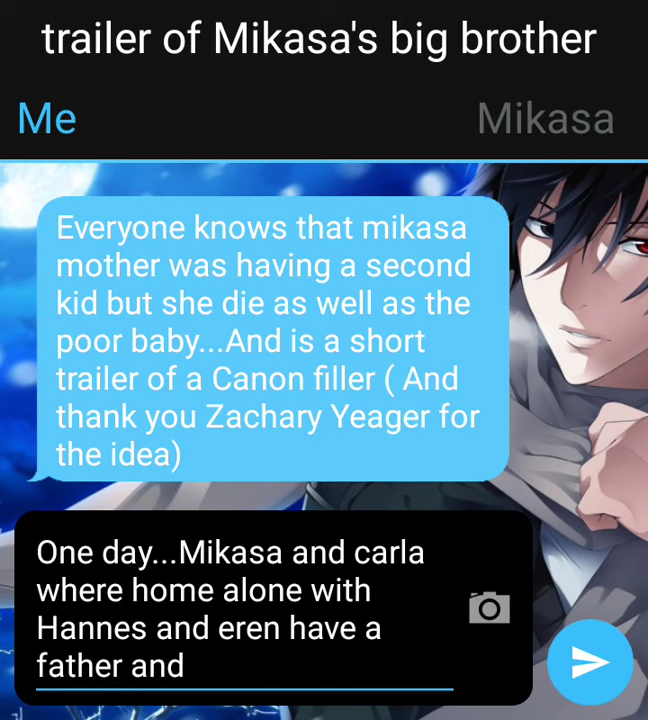 trailer of Mikasa's big brother
Me
Mikasa
Everyone knows that mikasa
mother was having a second
kid but she die as well as the
poor baby...And is a short
trailer of a Canon filler ( And
thank you Zachary Yeager for
the idea)
One day...Mikasa and carla
where home alone with
Hannes and eren have a
father and